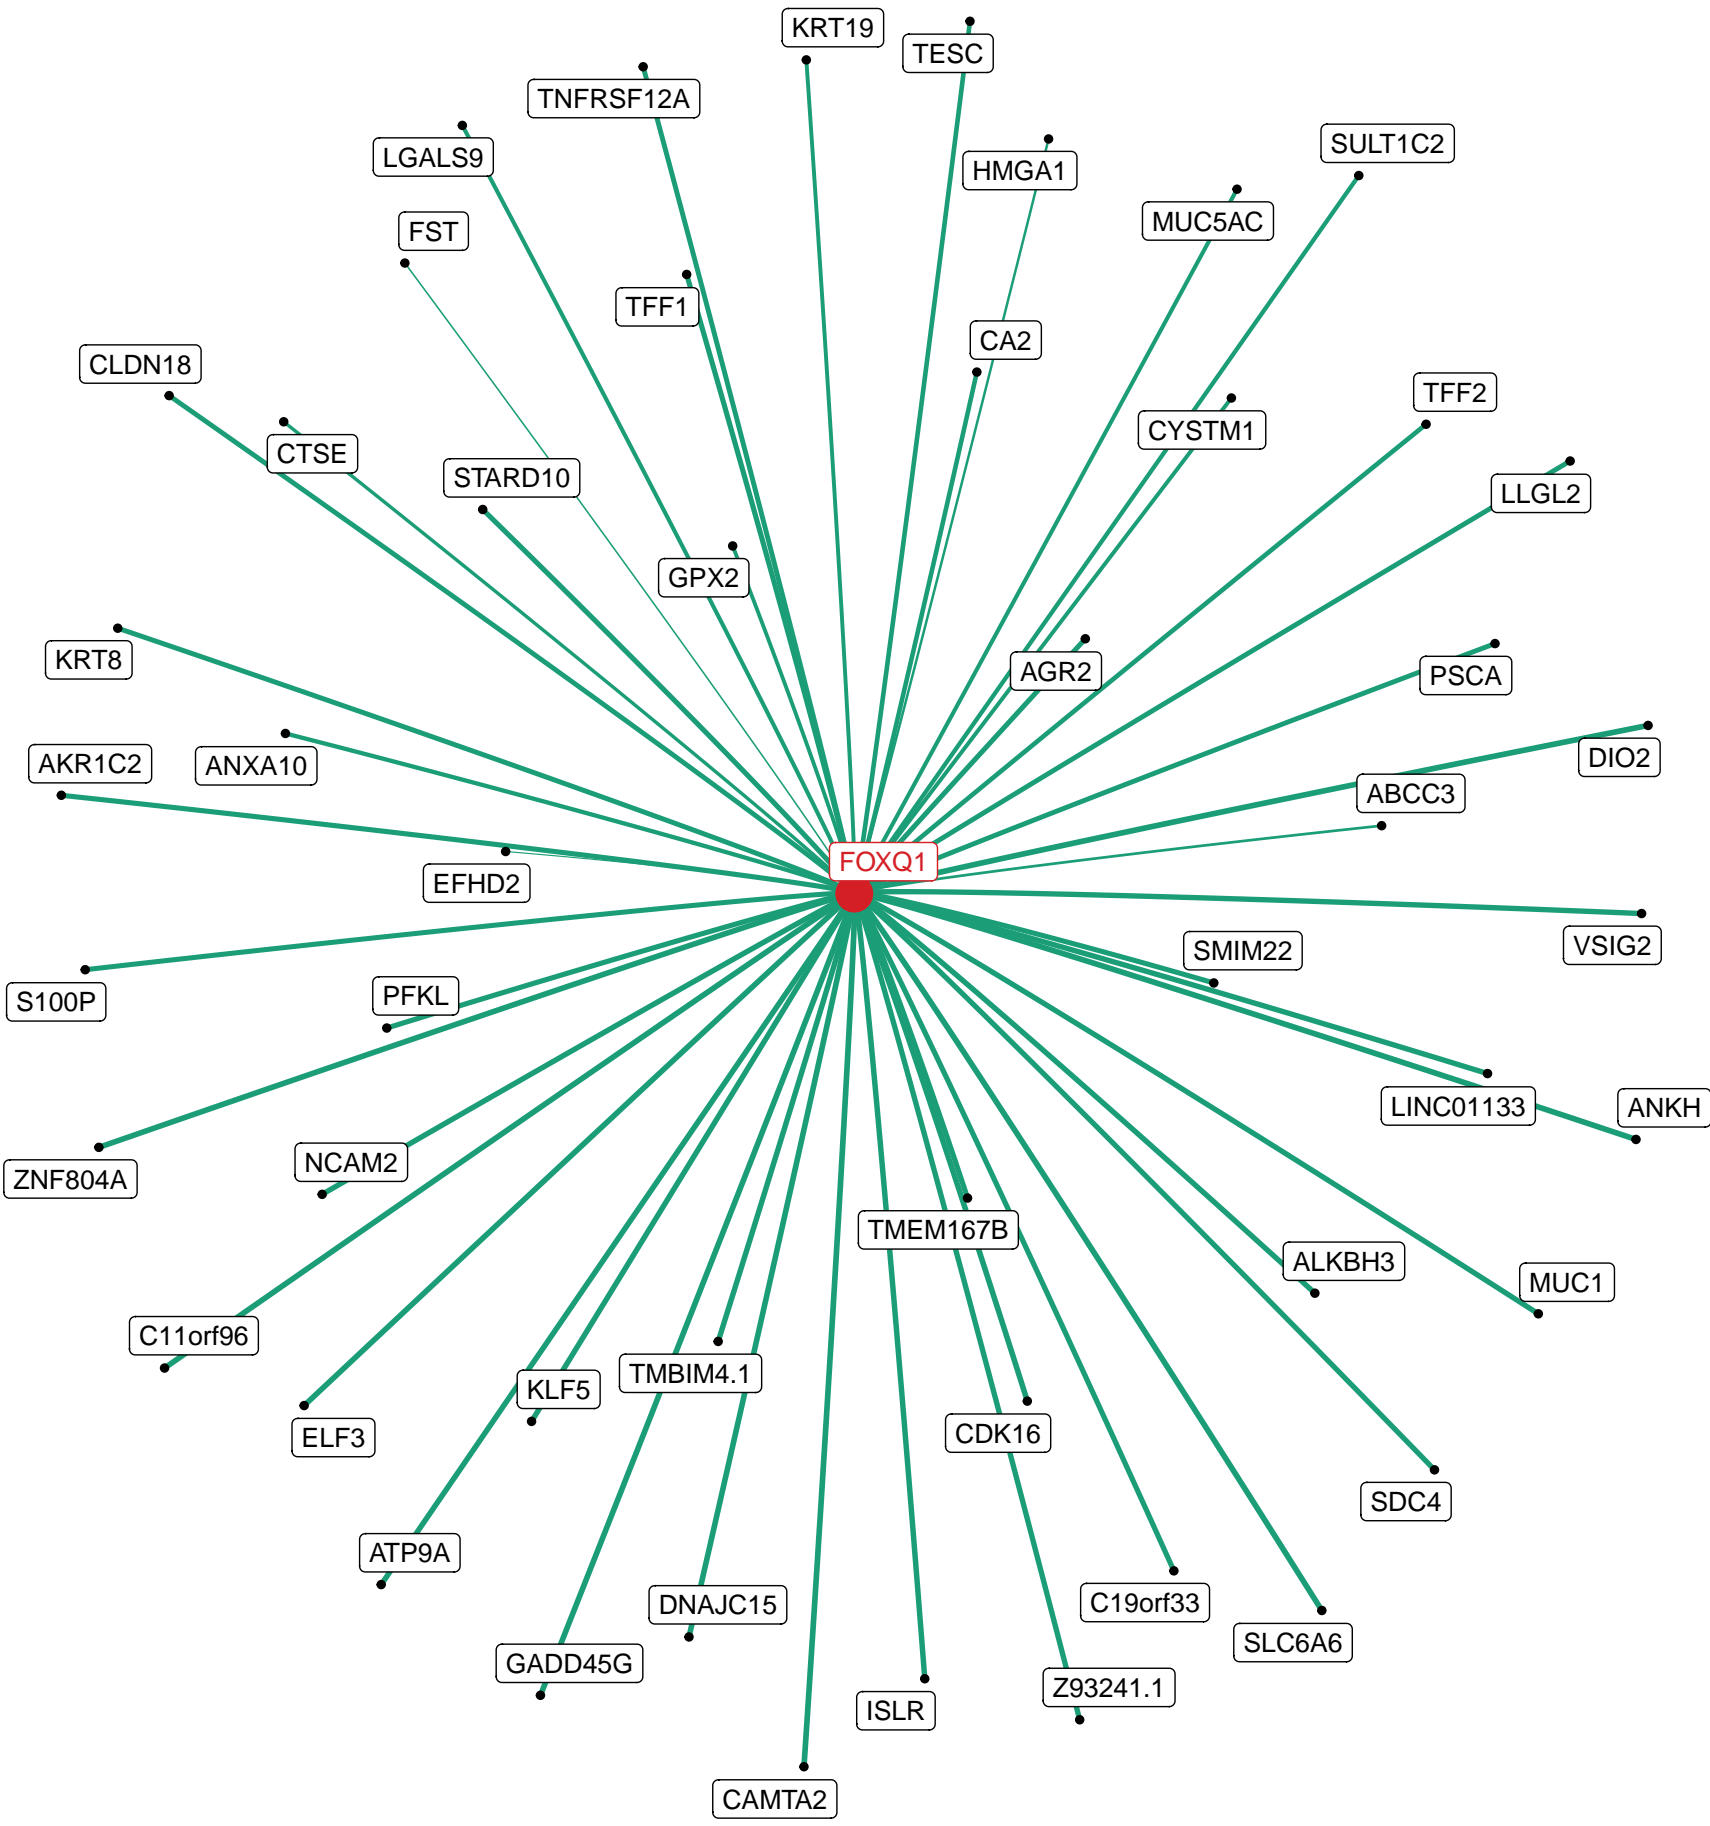 KRT19
TESC
TNFRSF12A
SULT1C2
LGALS9
HMGA1
MUC5AC
FST
TFF1
CA2
CLDN18
TFF2
CYSTM1
CTSE
STARD10
LLGL2
GPX2
KRT8
AGR2
PSCA
DIO2
AKR1C2
ANXA10
ABCC3
FOXQ1
EFHD2
VSIG2
SMIM22
PFKL
S100P
LINC01133
ANKH
NCAM2
ZNF804A
TMEM167B
ALKBH3
MUC1
C11orf96
TMBIM4.1
KLF5
CDK16
ELF3
SDC4
ATP9A
C19orf33
DNAJC15
SLC6A6
GADD45G
Z93241.1
ISLR
CAMTA2